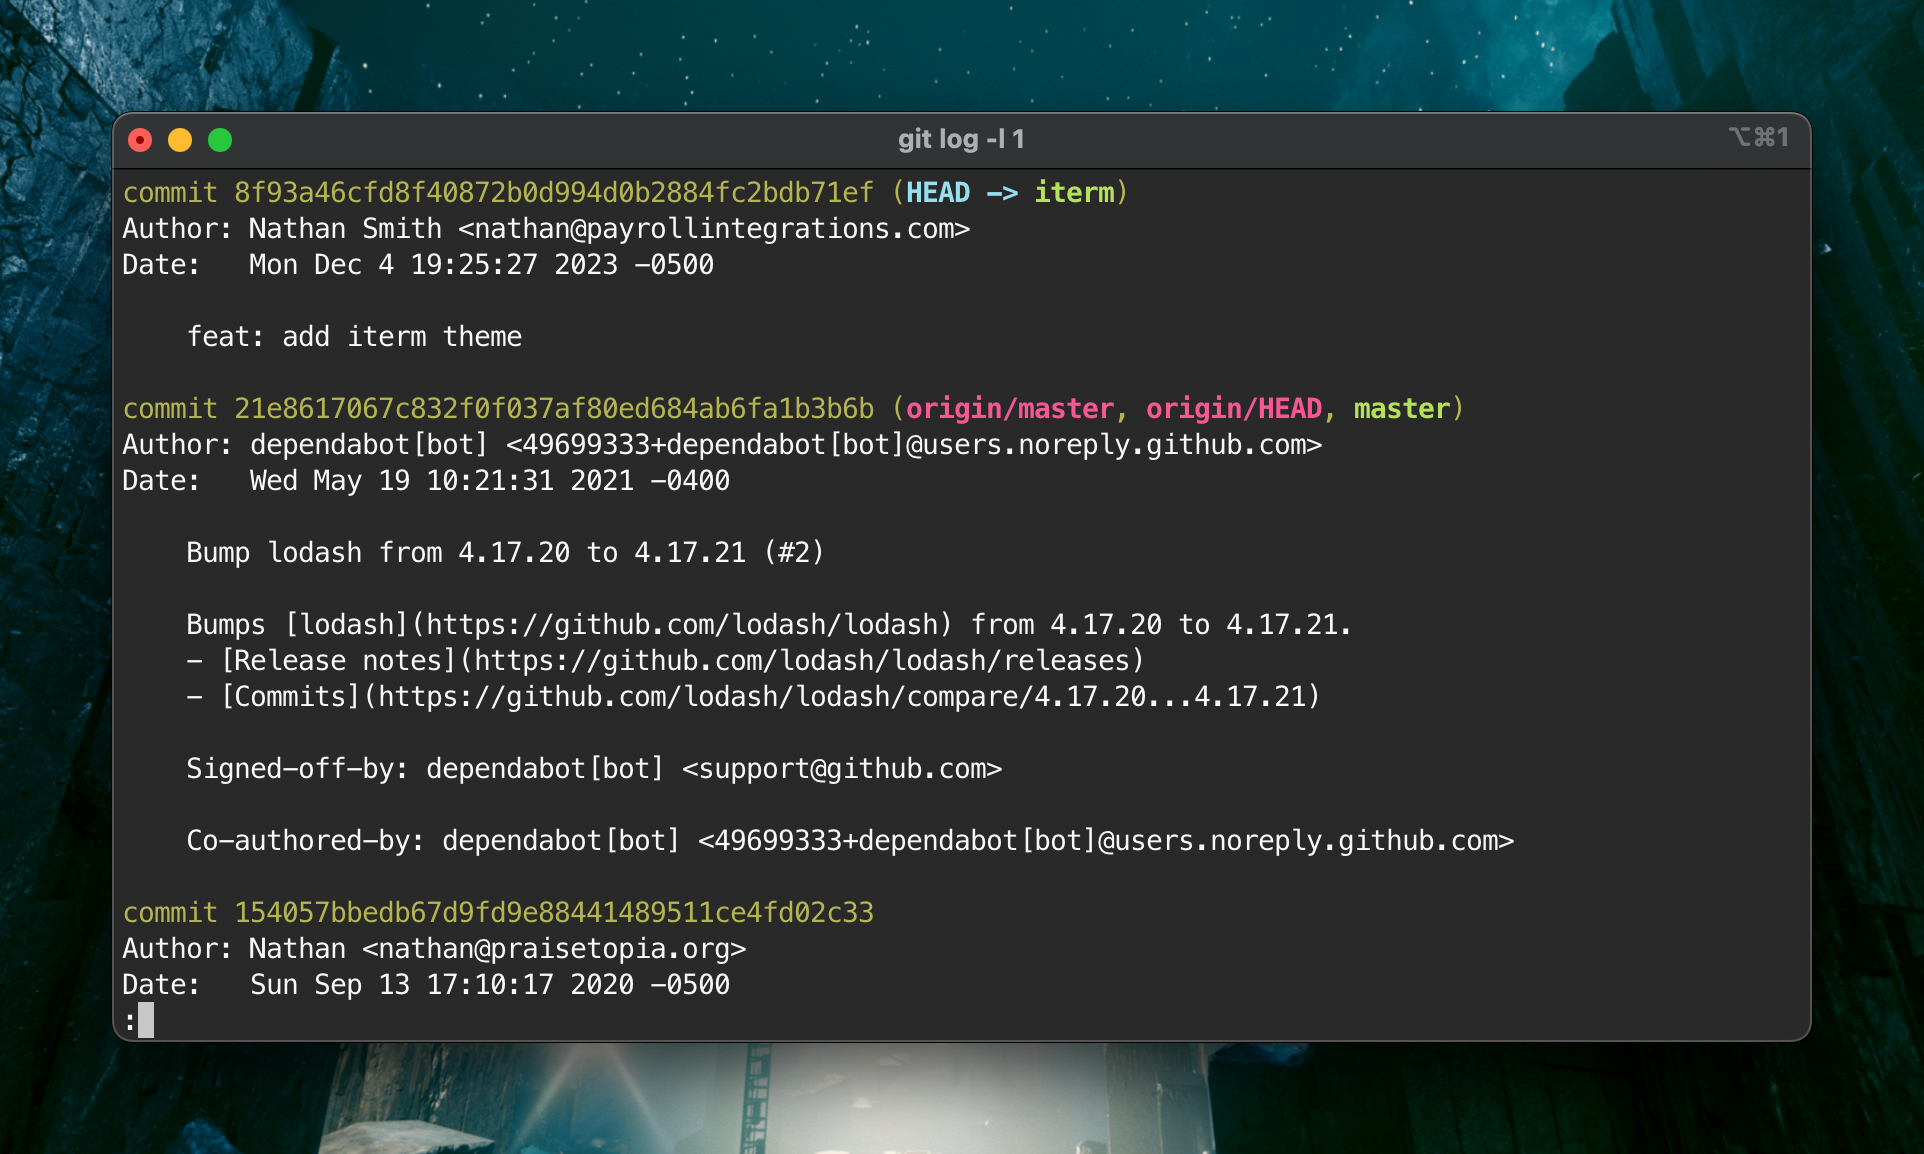 git log -l 1
⌥⌘1
commit 8f93a46cfd8f40872b0d994d0b2884fc2bdb71ef (HEAD -> iterm)
Author: Nathan Smith <nathan@payrollintegrations.com>
Date:   Mon Dec 4 19:25:27 2023 -0500
feat: add iterm theme
commit 21e8617067c832f0f037af80ed684ab6fa1b3b6b (origin/master, origin/HEAD, master)
Author: dependabot[bot] <49699333+dependabot[bot]@users.noreply.github.com>
Date:   Wed May 19 10:21:31 2021 -0400
Bump lodash from 4.17.20 to 4.17.21 (#2)
Bumps [lodash](https://github.com/lodash/lodash) from 4.17.20 to 4.17.21.
- [Release notes](https://github.com/lodash/lodash/releases)
- [Commits](https://github.com/lodash/lodash/compare/4.17.20...4.17.21)
Signed-off-by: dependabot[bot] <support@github.com>
Co-authored-by: dependabot[bot] <49699333+dependabot[bot]@users.noreply.github.com>
commit 154057bbedb67d9fd9e88441489511ce4fd02c33
Author: Nathan <nathan@praisetopia.org>
Date:   Sun Sep 13 17:10:17 2020 -0500
: